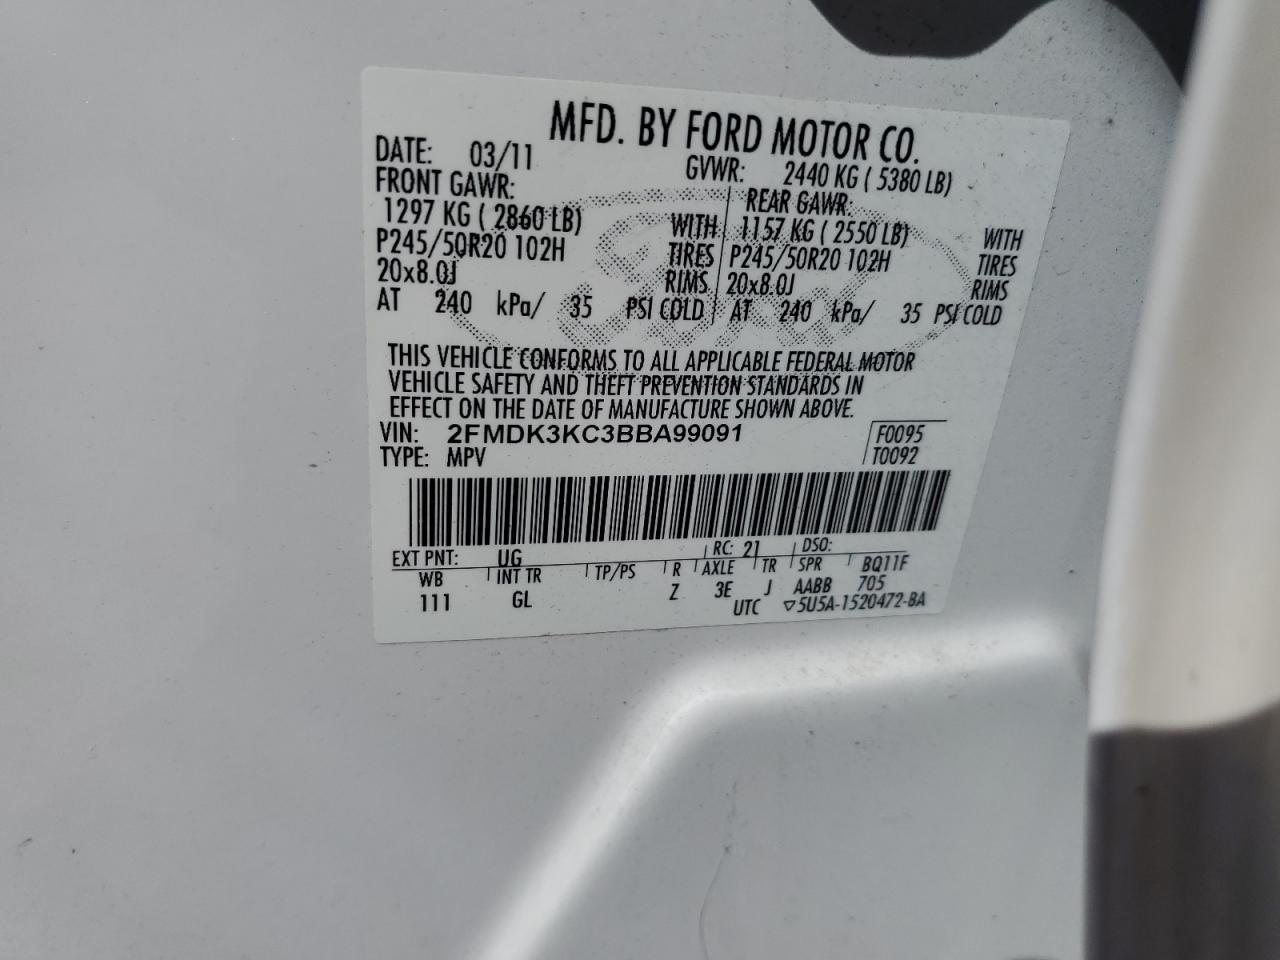 MFD. BY FORD MOTOR CO.
DATE: 03/11 GVWR: 2440 KG ( 5380 LB)
FRONT GAWR: REAR GAWR:
1297 KG ( 2860 LB) WITH 1157 KG ( 2550 LB) WITH
P245/50R20 102H TIRES P245/50R20 102H TIRES
20x8.0J RIMS 20x8.0J RIMS
AT 240 kPa/ 35 PSI COLD AT 240 kPa/ 35 PSI COLD
THIS VEHICLE CONFORMS TO ALL APPLICABLE FEDERAL MOTOR
VEHICLE SAFETY AND THEFT PREVENTION STANDARDS IN
EFFECT ON THE DATE OF MANUFACTURE SHOWN ABOVE.
VIN: 2FMDK3KC3BBA99091 F0095
TYPE: MPV T0092
EXT PNT: UG RC: 21 DSO:
WB INT TR TP/PS R AXLE TR SPR BQ11F
111 GL Z 3E J AABB 705
UTC ▽5U5A-1520472-BA